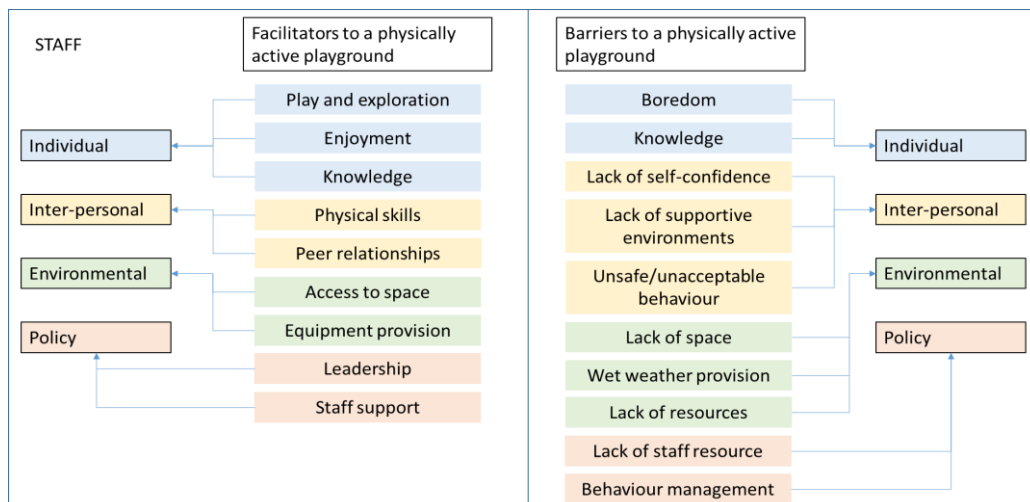 STAFF
Facilitators to a physically
active playground
Play and exploration
Enjoyment
Knowledge
Physical skills
Peer relationships
Access to space
Equipment provision
Leadership
Staff support
Individual
Inter-personal
Environmental
Policy
Barriers to a physically active
playground
Boredom
Knowledge
Lack of self-confidence
Lack of supportive
environments
Unsafe/unacceptable
behaviour
Lack of space
Wet weather provision
Lack of resources
Lack of staff resource
Behaviour management
Individual
Inter-personal
Environmental
Policy